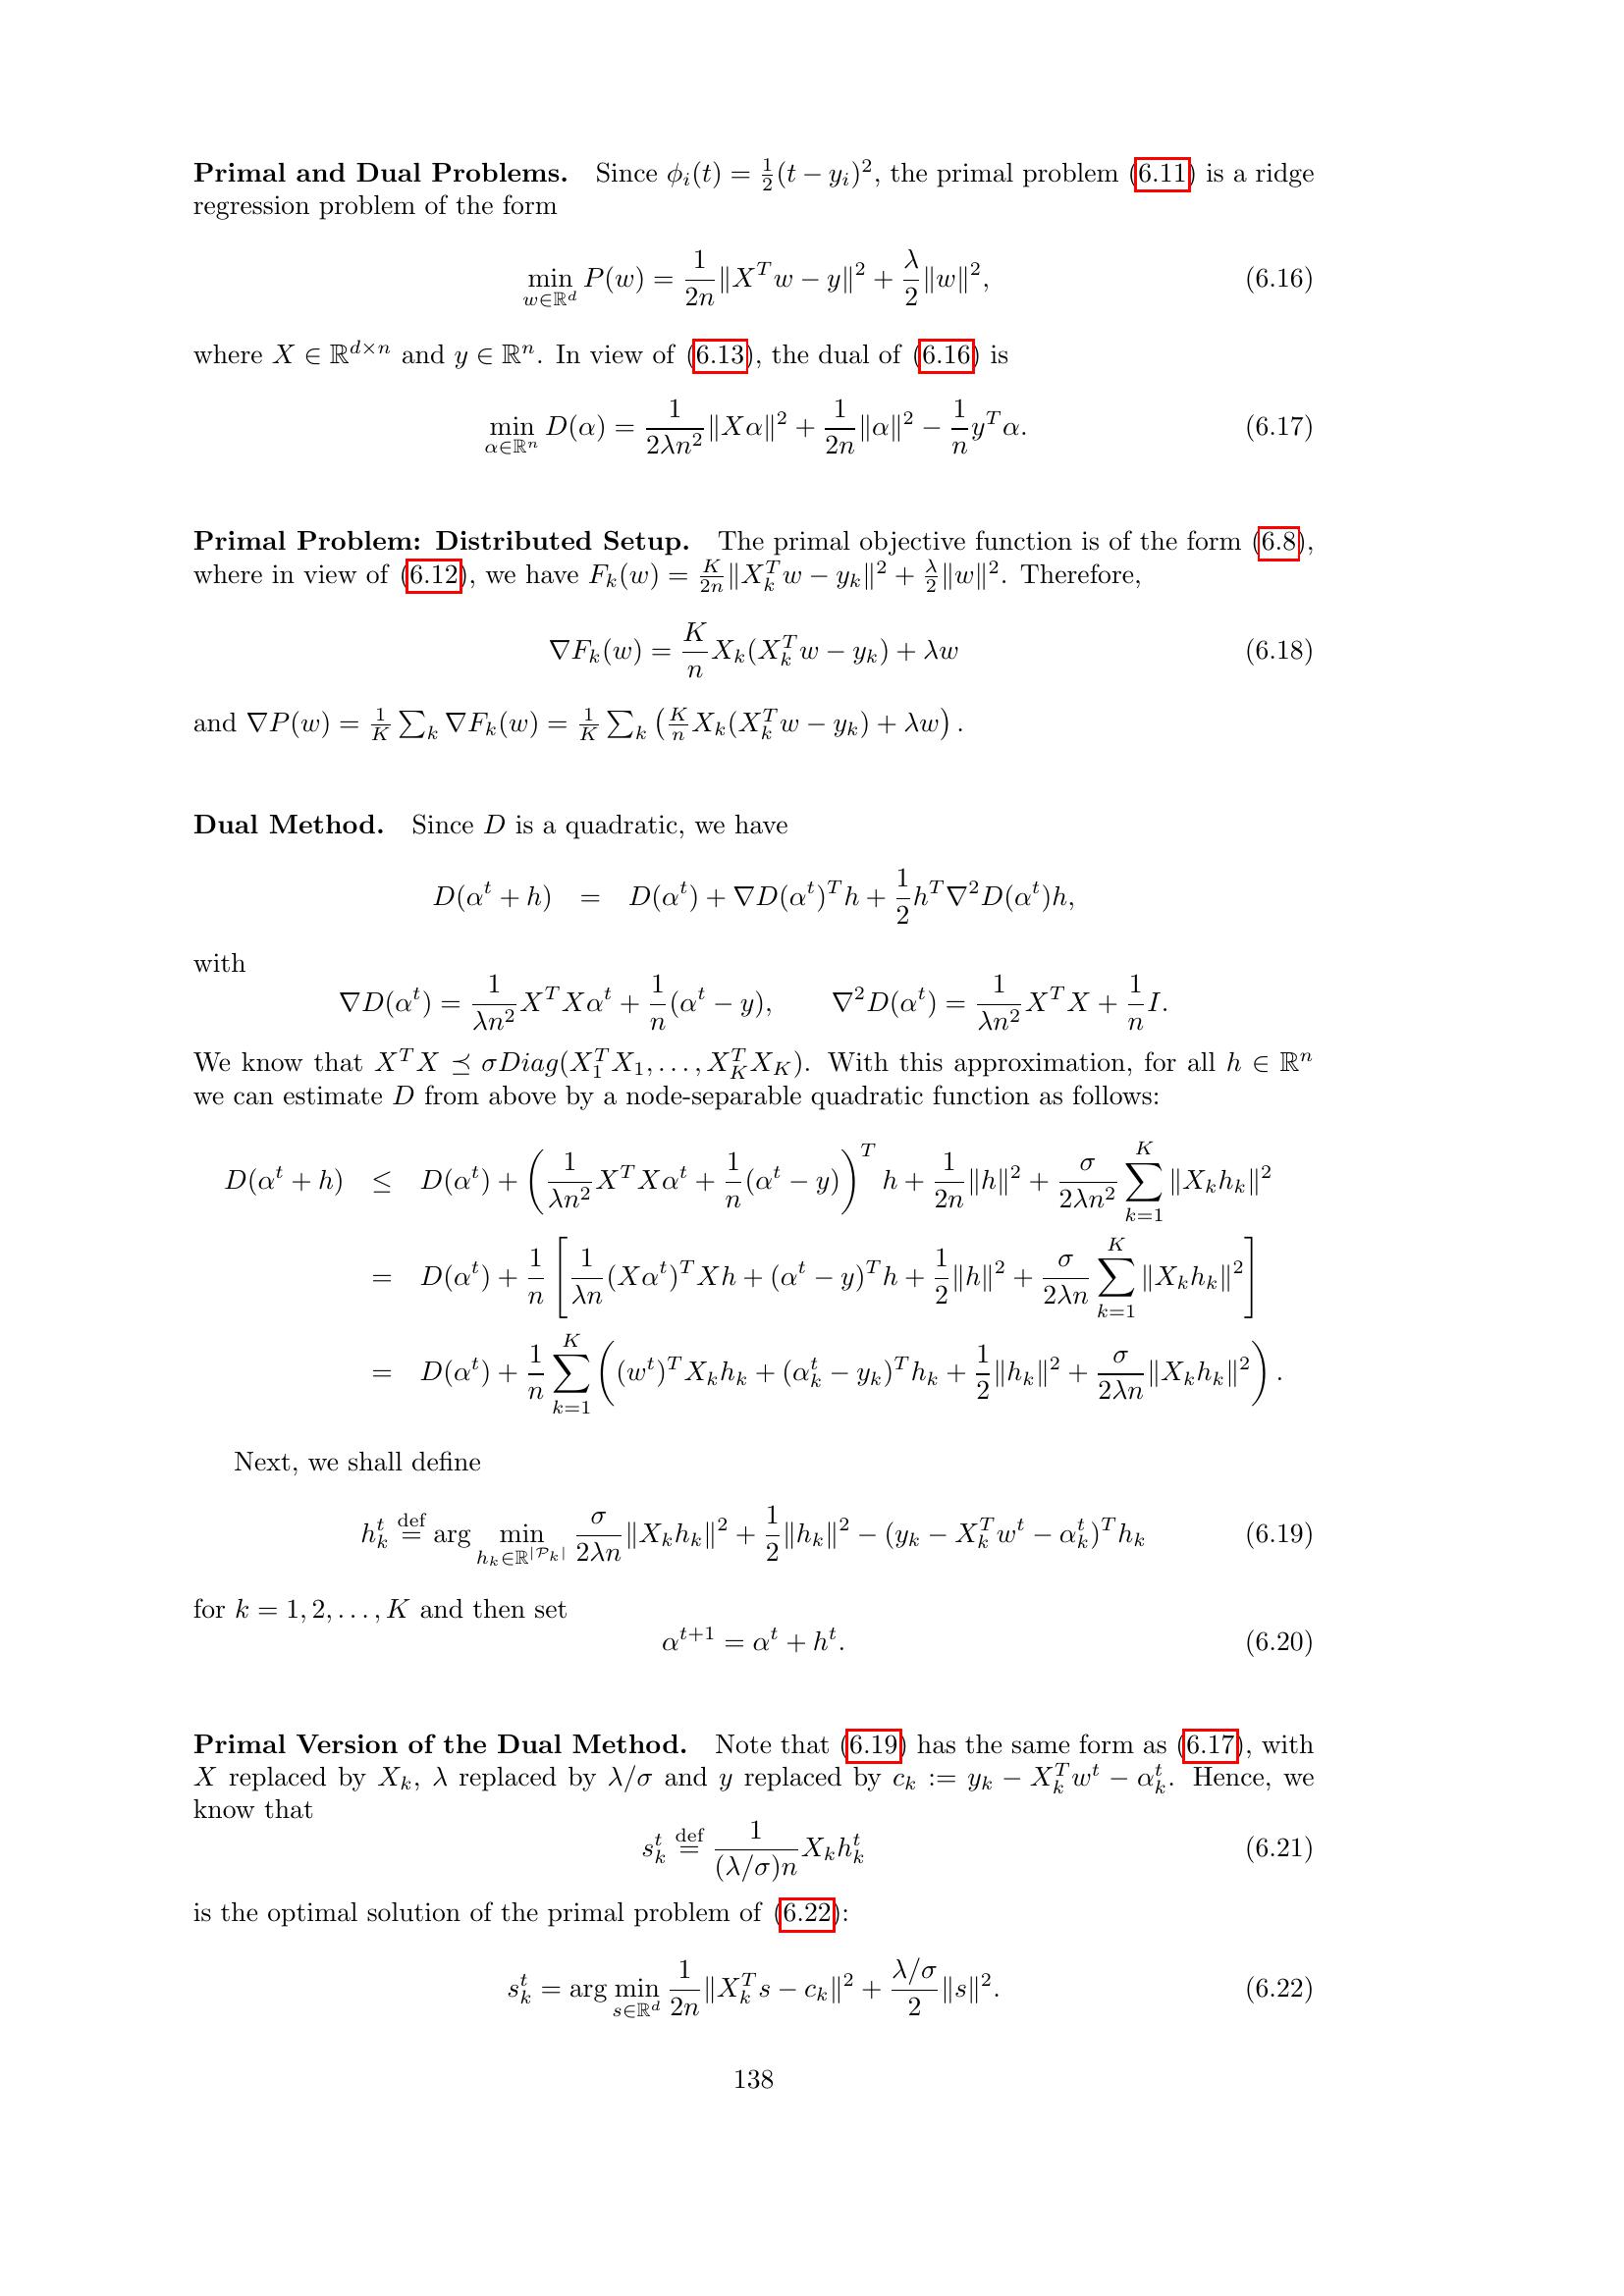 Primal and Dual Problems. Since $\phi_i(t) = \frac{1}{2}(t - y_i)^2$, the primal problem (6.11) is a ridge
regression problem of the form
$$\min_{w \in \mathbb{R}^d} P(w) = \frac{1}{2n}\|X^T w - y\|^2 + \frac{\lambda}{2}\|w\|^2, \quad (6.16)$$
where $X \in \mathbb{R}^{d \times n}$ and $y \in \mathbb{R}^n$. In view of (6.13), the dual of (6.16) is
$$\min_{\alpha \in \mathbb{R}^n} D(\alpha) = \frac{1}{2\lambda n^2}\|X\alpha\|^2 + \frac{1}{2n}\|\alpha\|^2 - \frac{1}{n}y^T\alpha. \quad (6.17)$$
Primal Problem: Distributed Setup. The primal objective function is of the form (6.8),
where in view of (6.12), we have $F_k(w) = \frac{K}{2n}\|X_k^T w - y_k\|^2 + \frac{\lambda}{2}\|w\|^2$. Therefore,
$$\nabla F_k(w) = \frac{K}{n}X_k(X_k^T w - y_k) + \lambda w \quad (6.18)$$
and $\nabla P(w) = \frac{1}{K}\sum_k \nabla F_k(w) = \frac{1}{K}\sum_k \left(\frac{K}{n}X_k(X_k^T w - y_k) + \lambda w\right)$.
Dual Method. Since $D$ is a quadratic, we have
$$D(\alpha^t + h) = D(\alpha^t) + \nabla D(\alpha^t)^T h + \frac{1}{2}h^T \nabla^2 D(\alpha^t)h,$$
with
$$\nabla D(\alpha^t) = \frac{1}{\lambda n^2}X^T X\alpha^t + \frac{1}{n}(\alpha^t - y), \qquad \nabla^2 D(\alpha^t) = \frac{1}{\lambda n^2}X^T X + \frac{1}{n}I.$$
We know that $X^T X \preceq \sigma Diag(X_1^T X_1, \ldots, X_K^T X_K)$. With this approximation, for all $h \in \mathbb{R}^n$
we can estimate $D$ from above by a node-separable quadratic function as follows:
$$D(\alpha^t + h) \leq D(\alpha^t) + \left(\frac{1}{\lambda n^2}X^T X\alpha^t + \frac{1}{n}(\alpha^t - y)\right)^T h + \frac{1}{2n}\|h\|^2 + \frac{\sigma}{2\lambda n^2}\sum_{k=1}^K \|X_k h_k\|^2$$
$$= D(\alpha^t) + \frac{1}{n}\left[\frac{1}{\lambda n}(X\alpha^t)^T Xh + (\alpha^t - y)^T h + \frac{1}{2}\|h\|^2 + \frac{\sigma}{2\lambda n}\sum_{k=1}^K \|X_k h_k\|^2\right]$$
$$= D(\alpha^t) + \frac{1}{n}\sum_{k=1}^K \left((w^t)^T X_k h_k + (\alpha_k^t - y_k)^T h_k + \frac{1}{2}\|h_k\|^2 + \frac{\sigma}{2\lambda n}\|X_k h_k\|^2\right).$$
Next, we shall define
$$h_k^t \stackrel{\text{def}}{=} \arg\min_{h_k \in \mathbb{R}^{|\mathcal{P}_k|}} \frac{\sigma}{2\lambda n}\|X_k h_k\|^2 + \frac{1}{2}\|h_k\|^2 - (y_k - X_k^T w^t - \alpha_k^t)^T h_k \quad (6.19)$$
for $k = 1, 2, \ldots, K$ and then set
$$\alpha^{t+1} = \alpha^t + h^t. \quad (6.20)$$
Primal Version of the Dual Method. Note that (6.19) has the same form as (6.17), with
$X$ replaced by $X_k$, $\lambda$ replaced by $\lambda/\sigma$ and $y$ replaced by $c_k := y_k - X_k^T w^t - \alpha_k^t$. Hence, we
know that
$$s_k^t \stackrel{\text{def}}{=} \frac{1}{(\lambda/\sigma)n}X_k h_k^t \quad (6.21)$$
is the optimal solution of the primal problem of (6.22):
$$s_k^t = \arg\min_{s \in \mathbb{R}^d} \frac{1}{2n}\|X_k^T s - c_k\|^2 + \frac{\lambda/\sigma}{2}\|s\|^2. \quad (6.22)$$
138